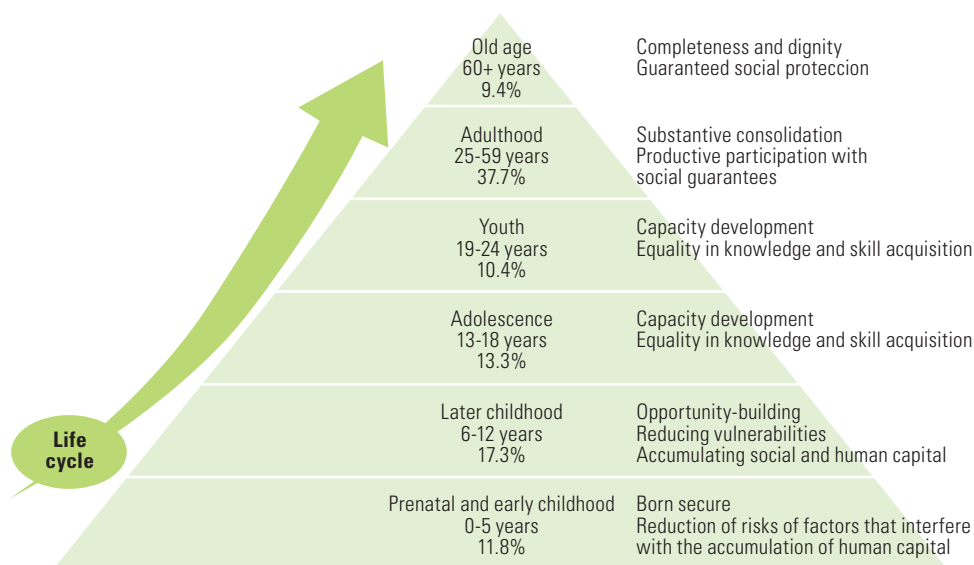 Old age
60+ years
9.4%
Completeness and dignity
Guaranteed social proteccion
Adulthood
25-59 years
37.7%
Substantive consolidation
Productive participation with
social guarantees
Youth
19-24 years
10.4%
Capacity development
Equality in knowledge and skill acquisition
Adolescence
13-18 years
13.3%
Capacity development
Equality in knowledge and skill acquisition
Later childhood
6-12 years
17.3%
Opportunity-building
Reducing vulnerabilities
Accumulating social and human capital
Life
cycle
Prenatal and early childhood
0-5 years
11.8%
Born secure
Reduction of risks of factors that interfere
with the accumulation of human capital